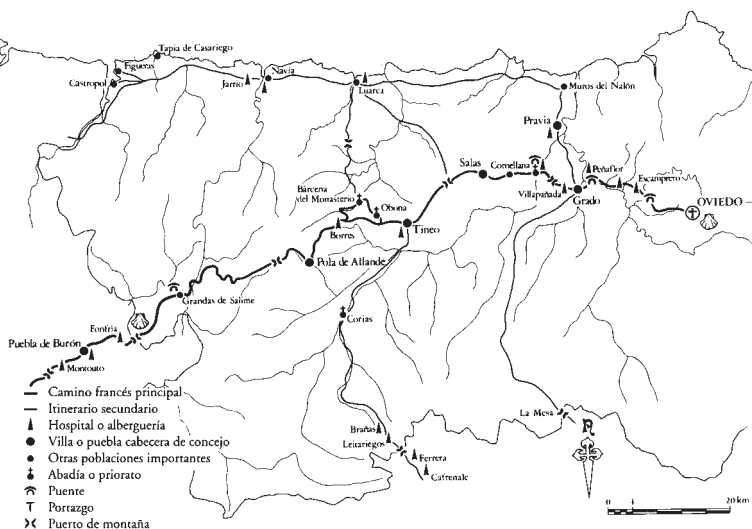 Tapia de Casariego
Figueras
Castropol
Jarrio
Navia
Luarca
Muros del Nalón
Pravia
Salas
Cornellana
Peñaflor
Escamprero
Villapañada
Grado
OVIEDO
Bárcena
del Monasterio
Obona
Borres
Tineo
Pola de Allande
Grandas de Salime
Corias
Fonfría
Puebla de Burón
Montouto
La Mesa
Brañas
Leitariegos
Ferrera
Cafrenale
Camino francés principal
Itinerario secundario
Hospital o alberguería
Villa o puebla cabecera de concejo
Otras poblaciones importantes
Abadía o priorato
Puente
Portazgo
Puerto de montaña
N
0 4 20 km